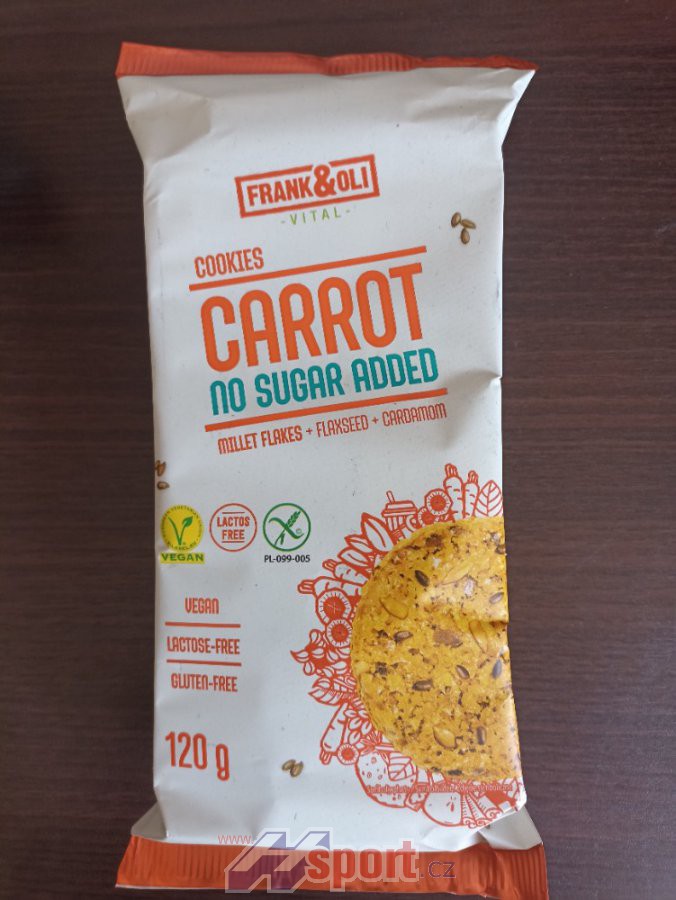 FRANK&OLI
-VITAL-
COOKIES
CARROT
NO SUGAR ADDED
MILLET FLAKES + FLAXSEED + CARDAMOM
VEGAN
LACTOS
FREE
PL-099-005
VEGAN
LACTOSE-FREE
GLUTEN-FREE
120 g
www.
sport.cz